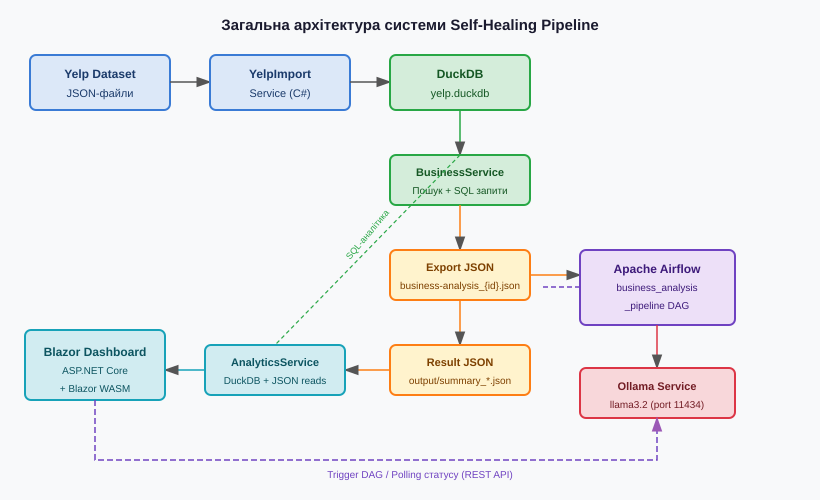 Загальна архітектура системи Self-Healing Pipeline
Yelp Dataset
JSON-файли
YelpImport
Service (C#)
DuckDB
yelp.duckdb
BusinessService
Пошук + SQL запити
SQL-аналітика
Export JSON
business-analysis_{id}.json
Apache Airflow
business_analysis
_pipeline DAG
Blazor Dashboard
ASP.NET Core
+ Blazor WASM
AnalyticsService
DuckDB + JSON reads
Result JSON
output/summary_*.json
Ollama Service
llama3.2 (port 11434)
Trigger DAG / Polling статусу (REST API)